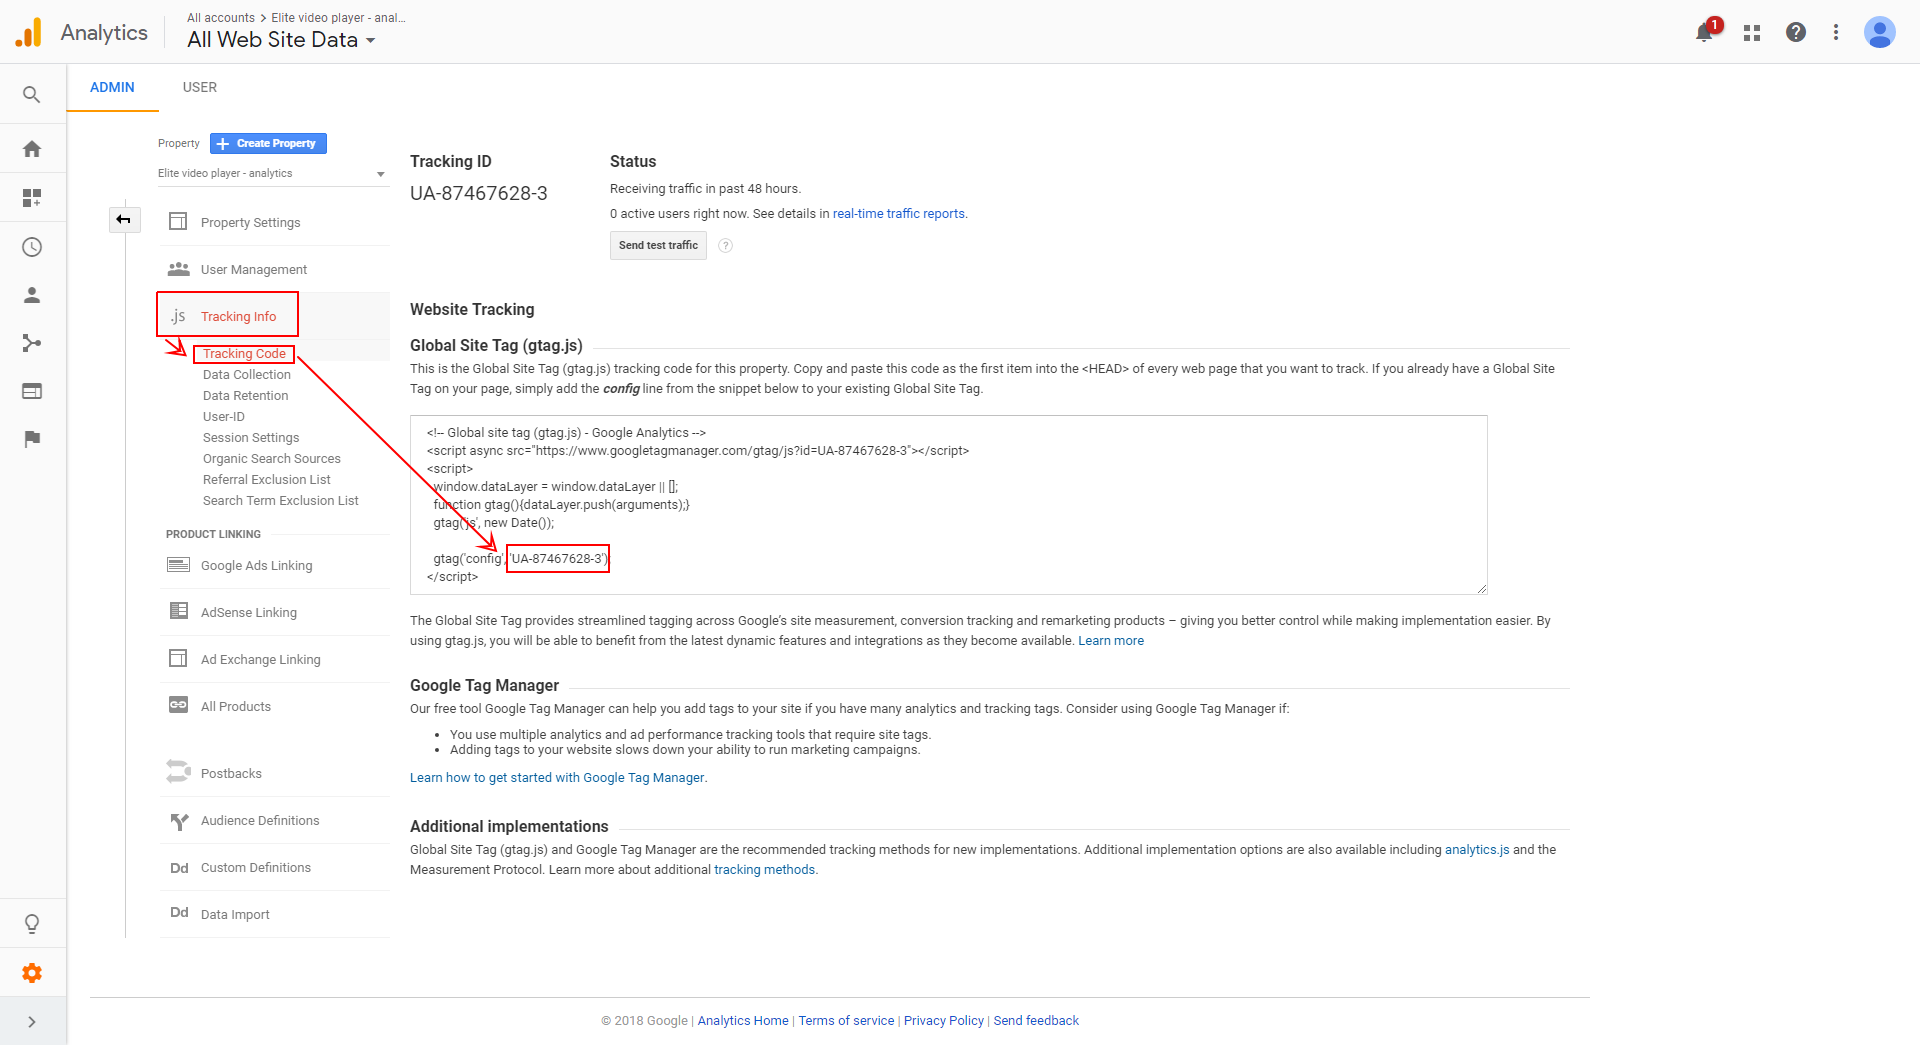 Analytics
All accounts > Elite video player - anal...
All Web Site Data
1
ADMIN
USER
Property
Create Property
Elite video player - analytics
Property Settings
User Management
.js Tracking Info
Tracking Code
Data Collection
Data Retention
User-ID
Session Settings
Organic Search Sources
Referral Exclusion List
Search Term Exclusion List
PRODUCT LINKING
Google Ads Linking
AdSense Linking
Ad Exchange Linking
All Products
Postbacks
Audience Definitions
Dd Custom Definitions
Dd Data Import
Tracking ID
UA-87467628-3
Status
Receiving traffic in past 48 hours.
0 active users right now. See details in real-time traffic reports.
Send test traffic ?
Website Tracking
Global Site Tag (gtag.js)
This is the Global Site Tag (gtag.js) tracking code for this property. Copy and paste this code as the first item into the <HEAD> of every web page that you want to track. If you already have a Global Site
Tag on your page, simply add the config line from the snippet below to your existing Global Site Tag.
<!-- Global site tag (gtag.js) - Google Analytics -->
<script async src="https://www.googletagmanager.com/gtag/js?id=UA-87467628-3"></script>
<script>
window.dataLayer = window.dataLayer || [];
function gtag(){dataLayer.push(arguments);}
gtag('js', new Date());
gtag('config', 'UA-87467628-3')
</script>
The Global Site Tag provides streamlined tagging across Google’s site measurement, conversion tracking and remarketing products – giving you better control while making implementation easier. By
using gtag.js, you will be able to benefit from the latest dynamic features and integrations as they become available. Learn more
Google Tag Manager
Our free tool Google Tag Manager can help you add tags to your site if you have many analytics and tracking tags. Consider using Google Tag Manager if:
• You use multiple analytics and ad performance tracking tools that require site tags.
• Adding tags to your website slows down your ability to run marketing campaigns.
Learn how to get started with Google Tag Manager.
Additional implementations
Global Site Tag (gtag.js) and Google Tag Manager are the recommended tracking methods for new implementations. Additional implementation options are also available including analytics.js and the
Measurement Protocol. Learn more about additional tracking methods.
© 2018 Google | Analytics Home | Terms of service | Privacy Policy | Send feedback